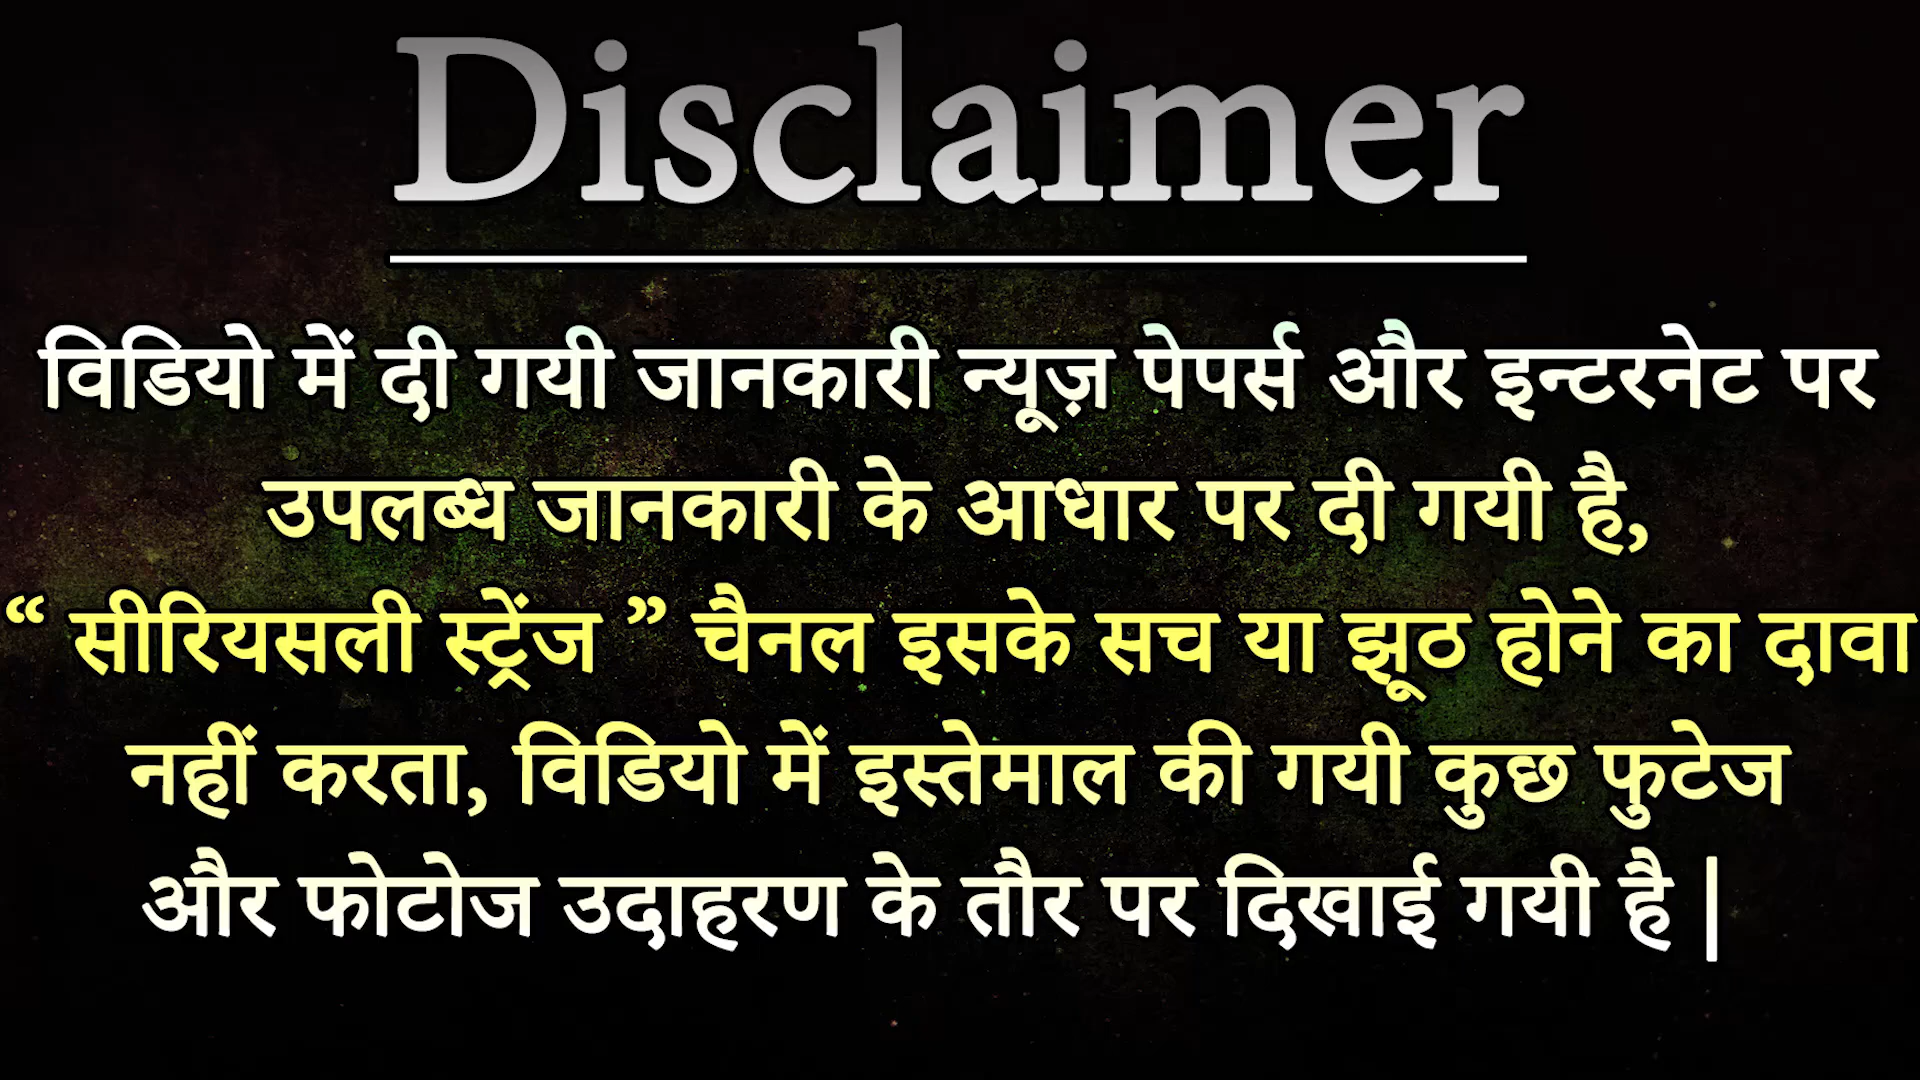 Disclaimer
विडियो में दी गयी जानकारी न्यूज़ पेपर्स और इन्टरनेट पर
उपलब्ध जानकारी के आधार पर दी गयी है,
“ सीरियसली स्ट्रेंज ” चैनल इसके सच या झूठ होने का दावा
नहीं करता, विडियो में इस्तेमाल की गयी कुछ फुटेज
और फोटोज उदाहरण के तौर पर दिखाई गयी है |